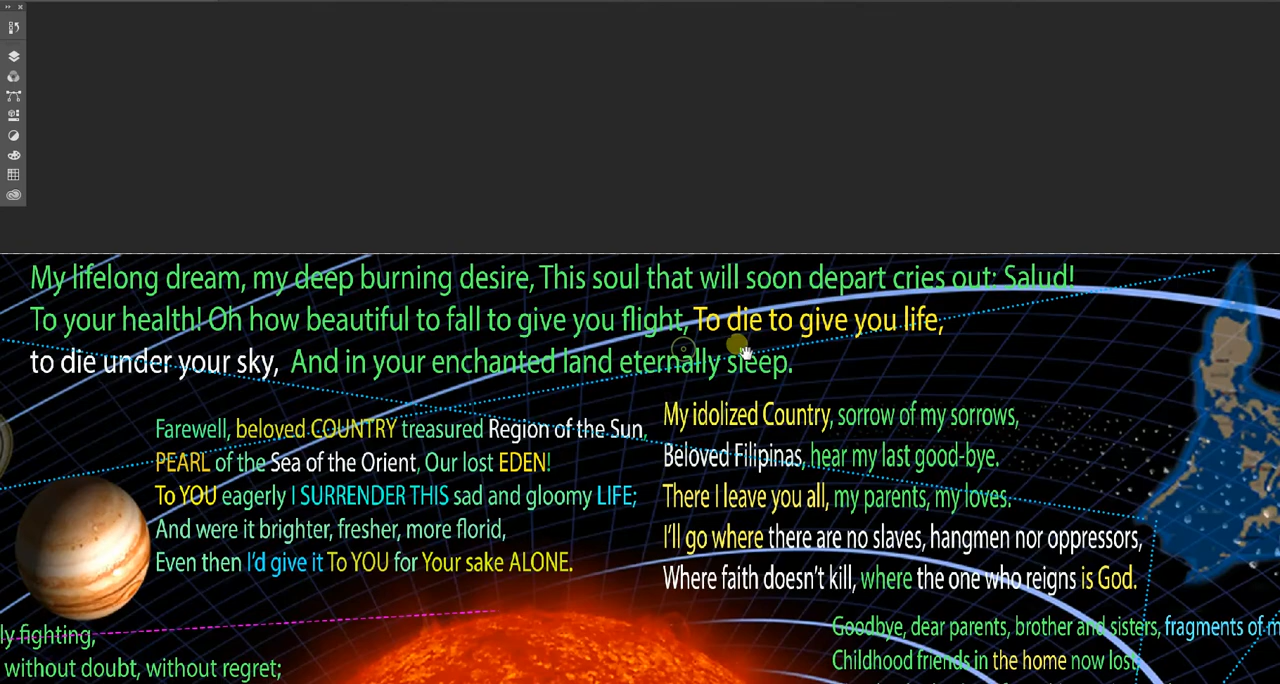 My lifelong dream, my deep burning desire, This soul that will soon depart cries out: Salud!
To your health! Oh how beautiful to fall to give you flight, To die to give you life,
to die under your sky, And in your enchanted land eternally sleep.
Farewell, beloved COUNTRY treasured Region of the Sun,
PEARL of the Sea of the Orient, Our lost EDEN!
To YOU eagerly I SURRENDER THIS sad and gloomy LIFE;
And were it brighter, fresher, more florid,
Even then I'd give it To YOU for Your sake ALONE.
My idolized Country, sorrow of my sorrows,
Beloved Filipinas, hear my last good-bye.
There I leave you all, my parents, my loves.
I'll go where there are no slaves, hangmen nor oppressors,
Where faith doesn't kill, where the one who reigns is God.
ly fighting,
without doubt, without regret;
Goodbye, dear parents, brother and sisters, fragments of m
Childhood friends in the home now lost,